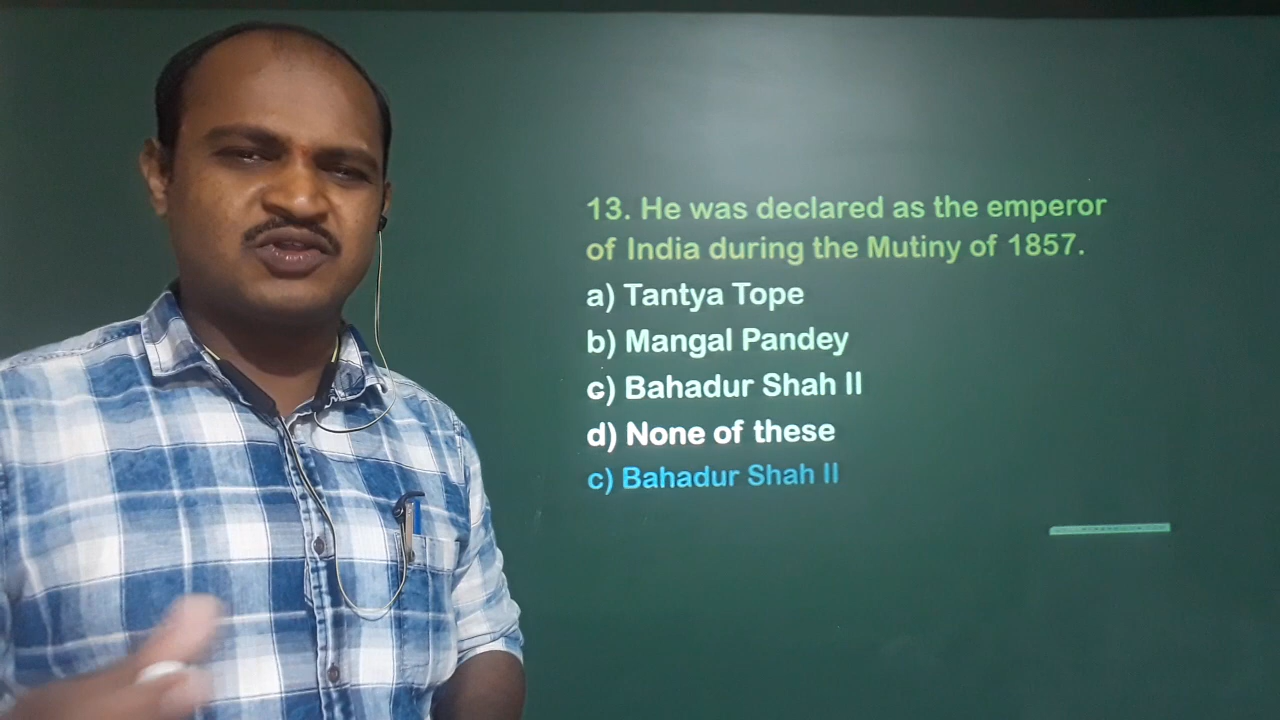 13. He was declared as the emperor
of India during the Mutiny of 1857.
a) Tantya Tope
b) Mangal Pandey
c) Bahadur Shah II
d) None of these
c) Bahadur Shah II